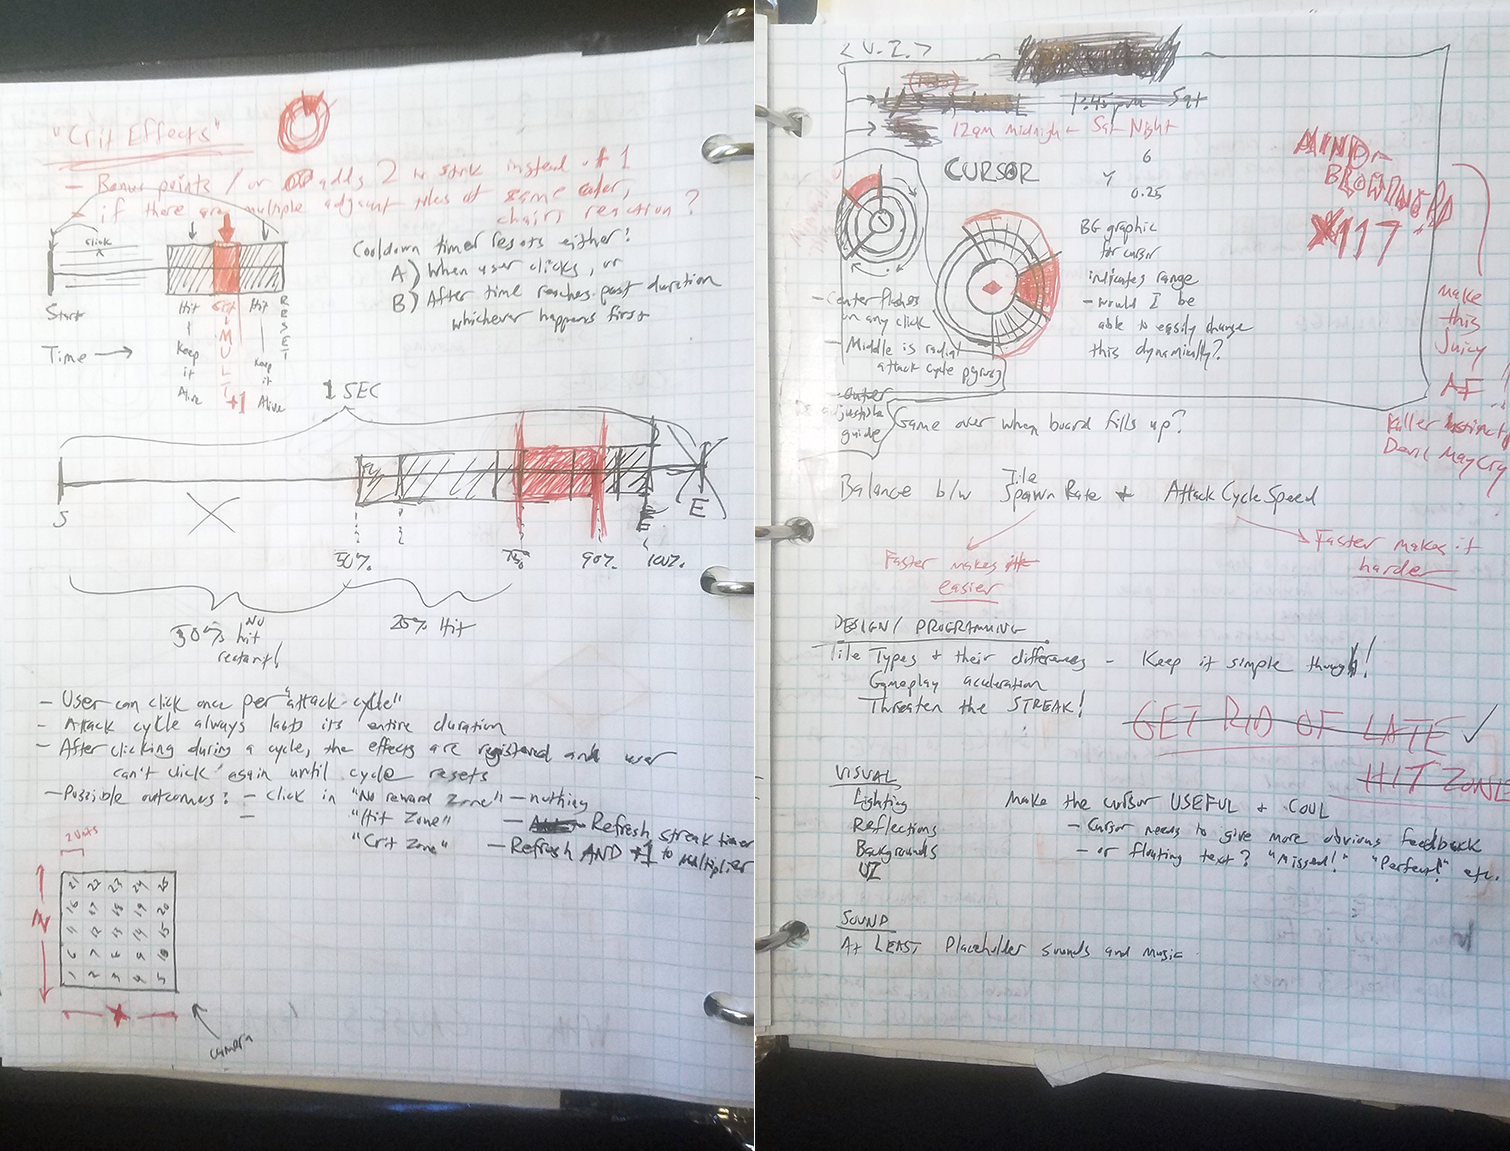 "Crit Effects"
- Bonus points / or adds 2 to streak instead of 1
- if there are multiple adjacent tiles of same color,
chain reaction?
click
X
Start
Hit
Keep
it
Alive
Crit
MULTI
+1
Hit
Keep
it
Alive
RESET
Time →
Cooldown timer resets either:
A) When user clicks, or
B) After time reaches past duration
whichever happens first
1 SEC
S
X
E
E
50%
75%
90%
100%
50% NO
hit
restart!
25% Hit
- User can click once per "attack-cycle"
- Attack cycle always lasts its entire duration
- After clicking during a cycle, the effects are registered and user
can't click again until cycle resets
- Possible outcomes: - click in "No reward Zone" - nothing
- "Hit Zone" - Refresh streak timer
"Crit Zone" - Refresh AND +1 to multiplier
2 Units
21 22 23 24 25
16 17 18 19 20
11 12 13 14 15
6 7 8 9 10
1 2 3 4 5
Z
X
camera
<V.2.>
1:45pm Sat
12am midnight Sat Night
CURSOR
6
Y
0.25
BG graphic
for cursor
indicates range
- would I be
able to easily change
this dynamically?
- Center flashes
on any click
- Middle is radial
attack cycle
- outer
adjustable
guide
MIND-
BLOWING!
X117
Make
this
Juicy
AF
Killer Instinct
Devil May Cry
Game over when board fills up?
Balance b/w Tile Spawn Rate + Attack Cycle Speed
Faster makes it
easier
Faster makes it
harder
DESIGN / PROGRAMMING
Tile Types + their differences - Keep it simple though!
Gameplay acceleration
Threaten the STREAK!
GET RID OF LATE ✓
HIT ZONE
VISUAL
Lighting
Reflections
Backgrounds
UI
Make the cursor USEFUL + COOL
- Cursor needs to give more obvious feedback
- or floating text? "Missed!" "Perfect!" etc.
SOUND
At LEAST Placeholder sounds and music